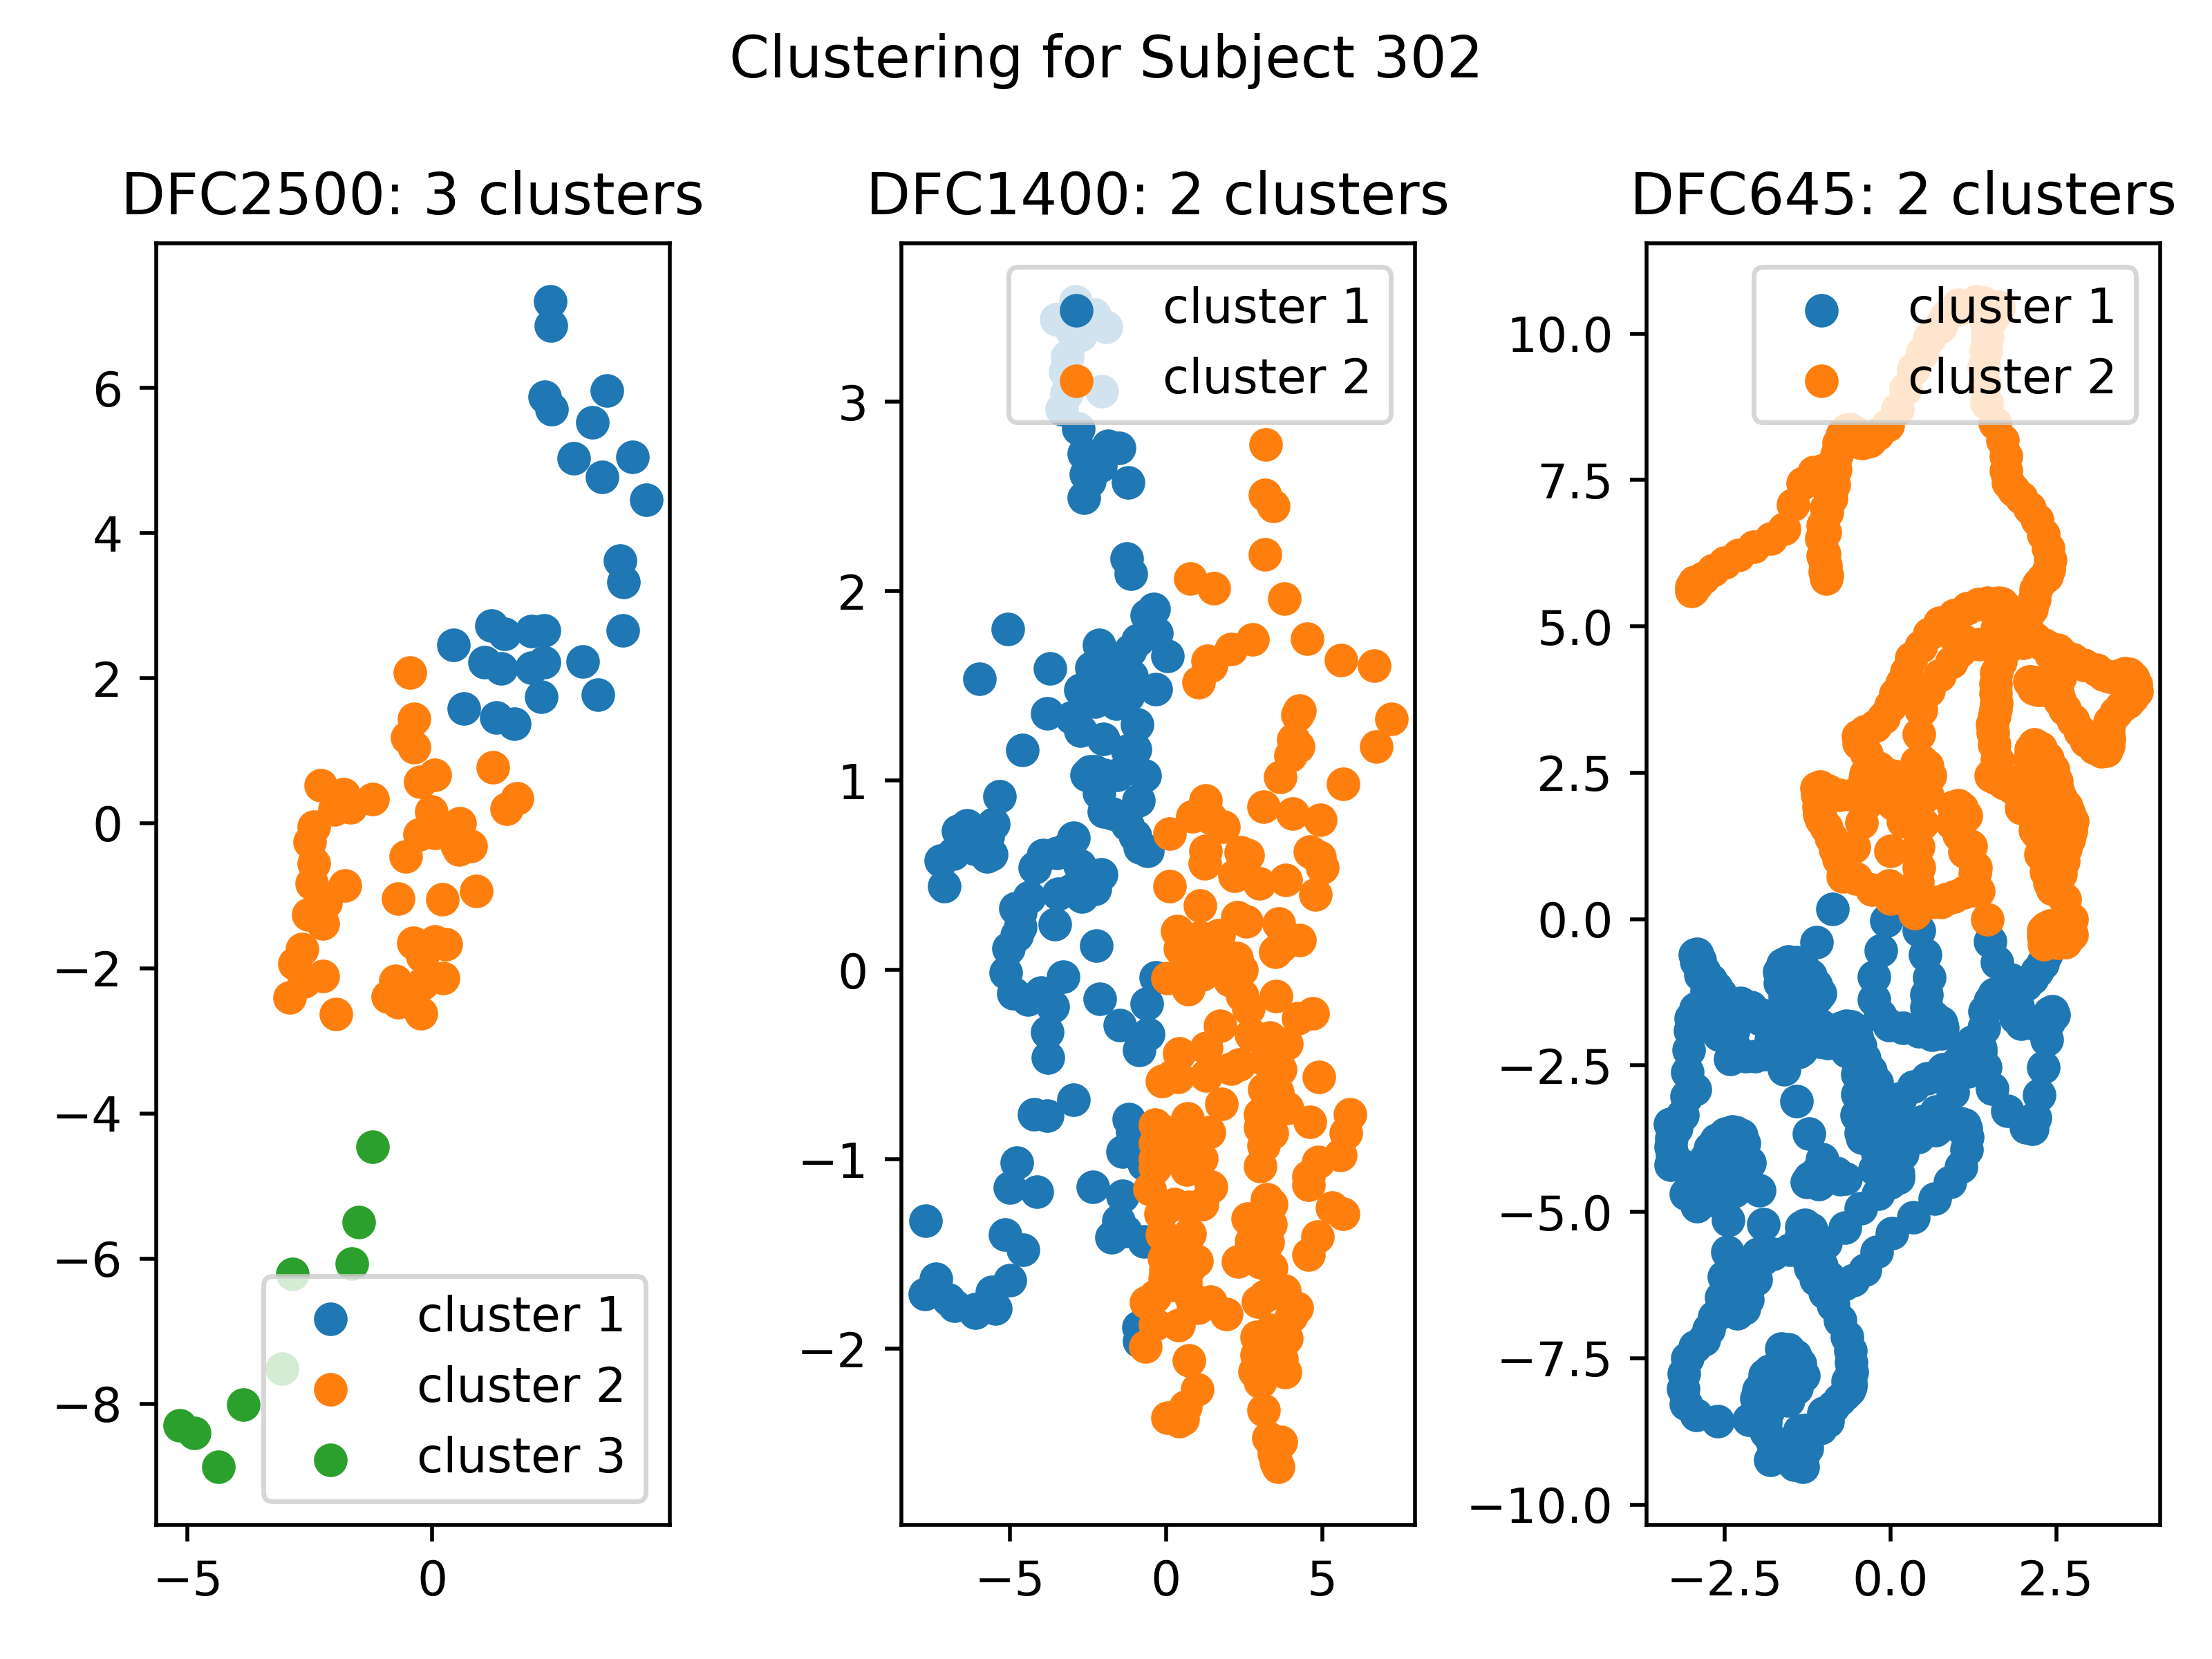 Clustering for Subject 302
DFC2500: 3 clusters
6
4
2
0
−2
−4
−6
−8
−5
0
cluster 1
cluster 2
cluster 3
DFC1400: 2 clusters
3
2
1
0
−1
−2
−5
0
5
cluster 1
cluster 2
DFC645: 2 clusters
10.0
7.5
5.0
2.5
0.0
−2.5
−5.0
−7.5
−10.0
−2.5
0.0
2.5
cluster 1
cluster 2